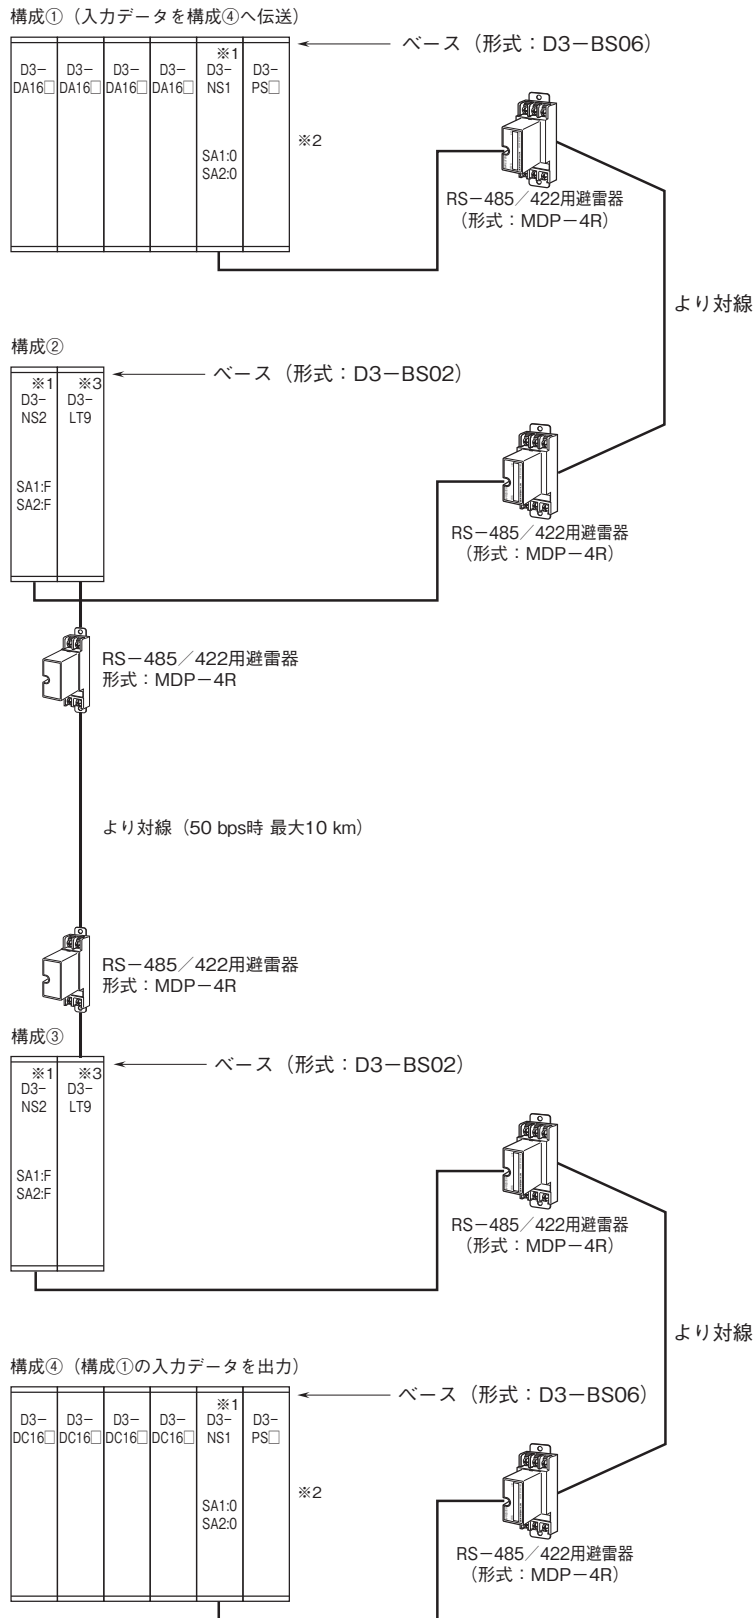 構成①（入力データを構成④へ伝送）
ベース（形式：D3－BS06）
※1
D3－ D3－ D3－ D3－ D3－ D3－
DA16□ DA16□ DA16□ DA16□ NS1 PS□
※2
SA1:0
SA2:0
RS－485／422用避雷器
（形式：MDP－4R）
より対線
構成②
ベース（形式：D3－BS02）
※1 ※3
D3－ D3－
NS2 LT9
SA1:F
SA2:F
RS－485／422用避雷器
（形式：MDP－4R）
RS－485／422用避雷器
形式：MDP－4R
より対線（50 bps時 最大10 km）
RS－485／422用避雷器
形式：MDP－4R
構成③
ベース（形式：D3－BS02）
※1 ※3
D3－ D3－
NS2 LT9
SA1:F
SA2:F
RS－485／422用避雷器
（形式：MDP－4R）
より対線
構成④（構成①の入力データを出力）
ベース（形式：D3－BS06）
※1
D3－ D3－ D3－ D3－ D3－ D3－
DC16□ DC16□ DC16□ DC16□ NS1 PS□
※2
SA1:0
SA2:0
RS－485／422用避雷器
（形式：MDP－4R）